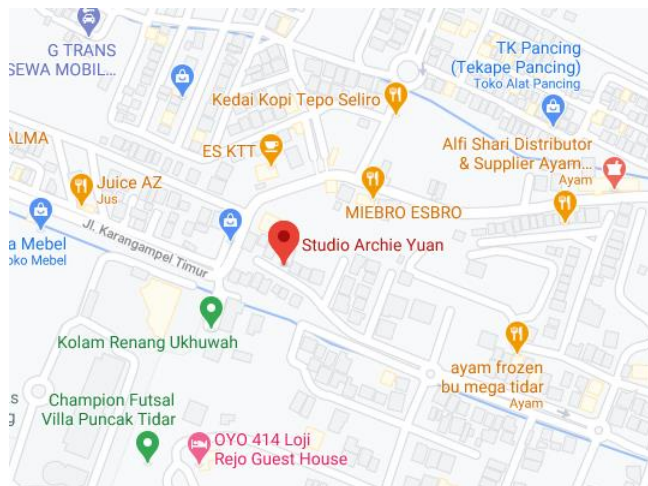 G TRANS
SEWA MOBIL...
TK Pancing
(Tekape Pancing)
Toko Alat Pancing
Kedai Kopi Tepo Seliro
ALMA
ES KTT
Alfi Shari Distributor
& Supplier Ayam...
Ayam
Juice AZ
Jus
MIEBRO ESBRO
Jl. Karangampel Timur
a Mebel
oko Mebel
Studio Archie Yuan
Kolam Renang Ukhuwah
ayam frozen
bu mega tidar
Ayam
Champion Futsal
Villa Puncak Tidar
OYO 414 Loji
Rejo Guest House